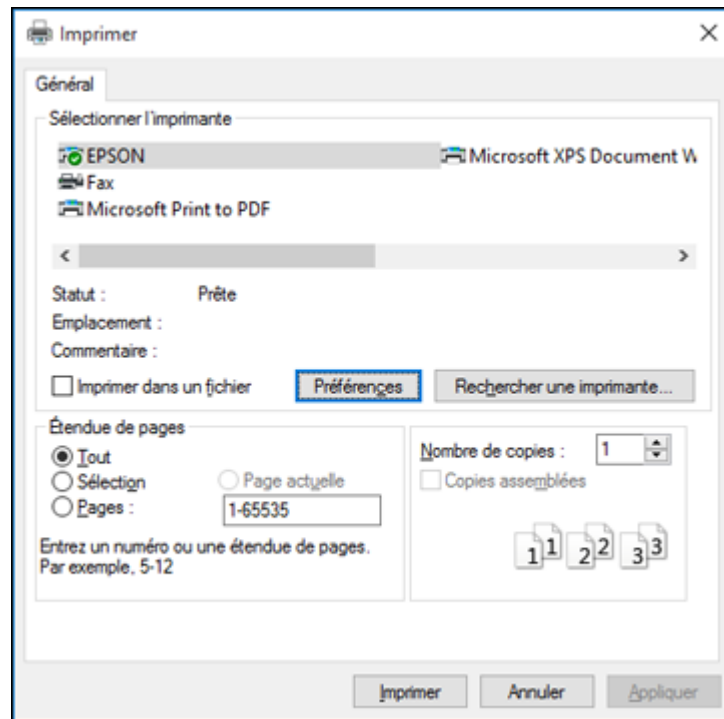 Imprimer
Général
Sélectionner l'imprimante
EPSON
Microsoft XPS Document W
Fax
Microsoft Print to PDF
Statut : Prête
Emplacement :
Commentaire :
Imprimer dans un fichier
Préférences
Rechercher une imprimante...
Étendue de pages
Tout
Sélection
Page actuelle
Pages : 1-65535
Entrez un numéro ou une étendue de pages.
Par exemple, 5-12
Nombre de copies : 1
Copies assemblées
1 1 2 2 3 3
Imprimer
Annuler
Appliquer